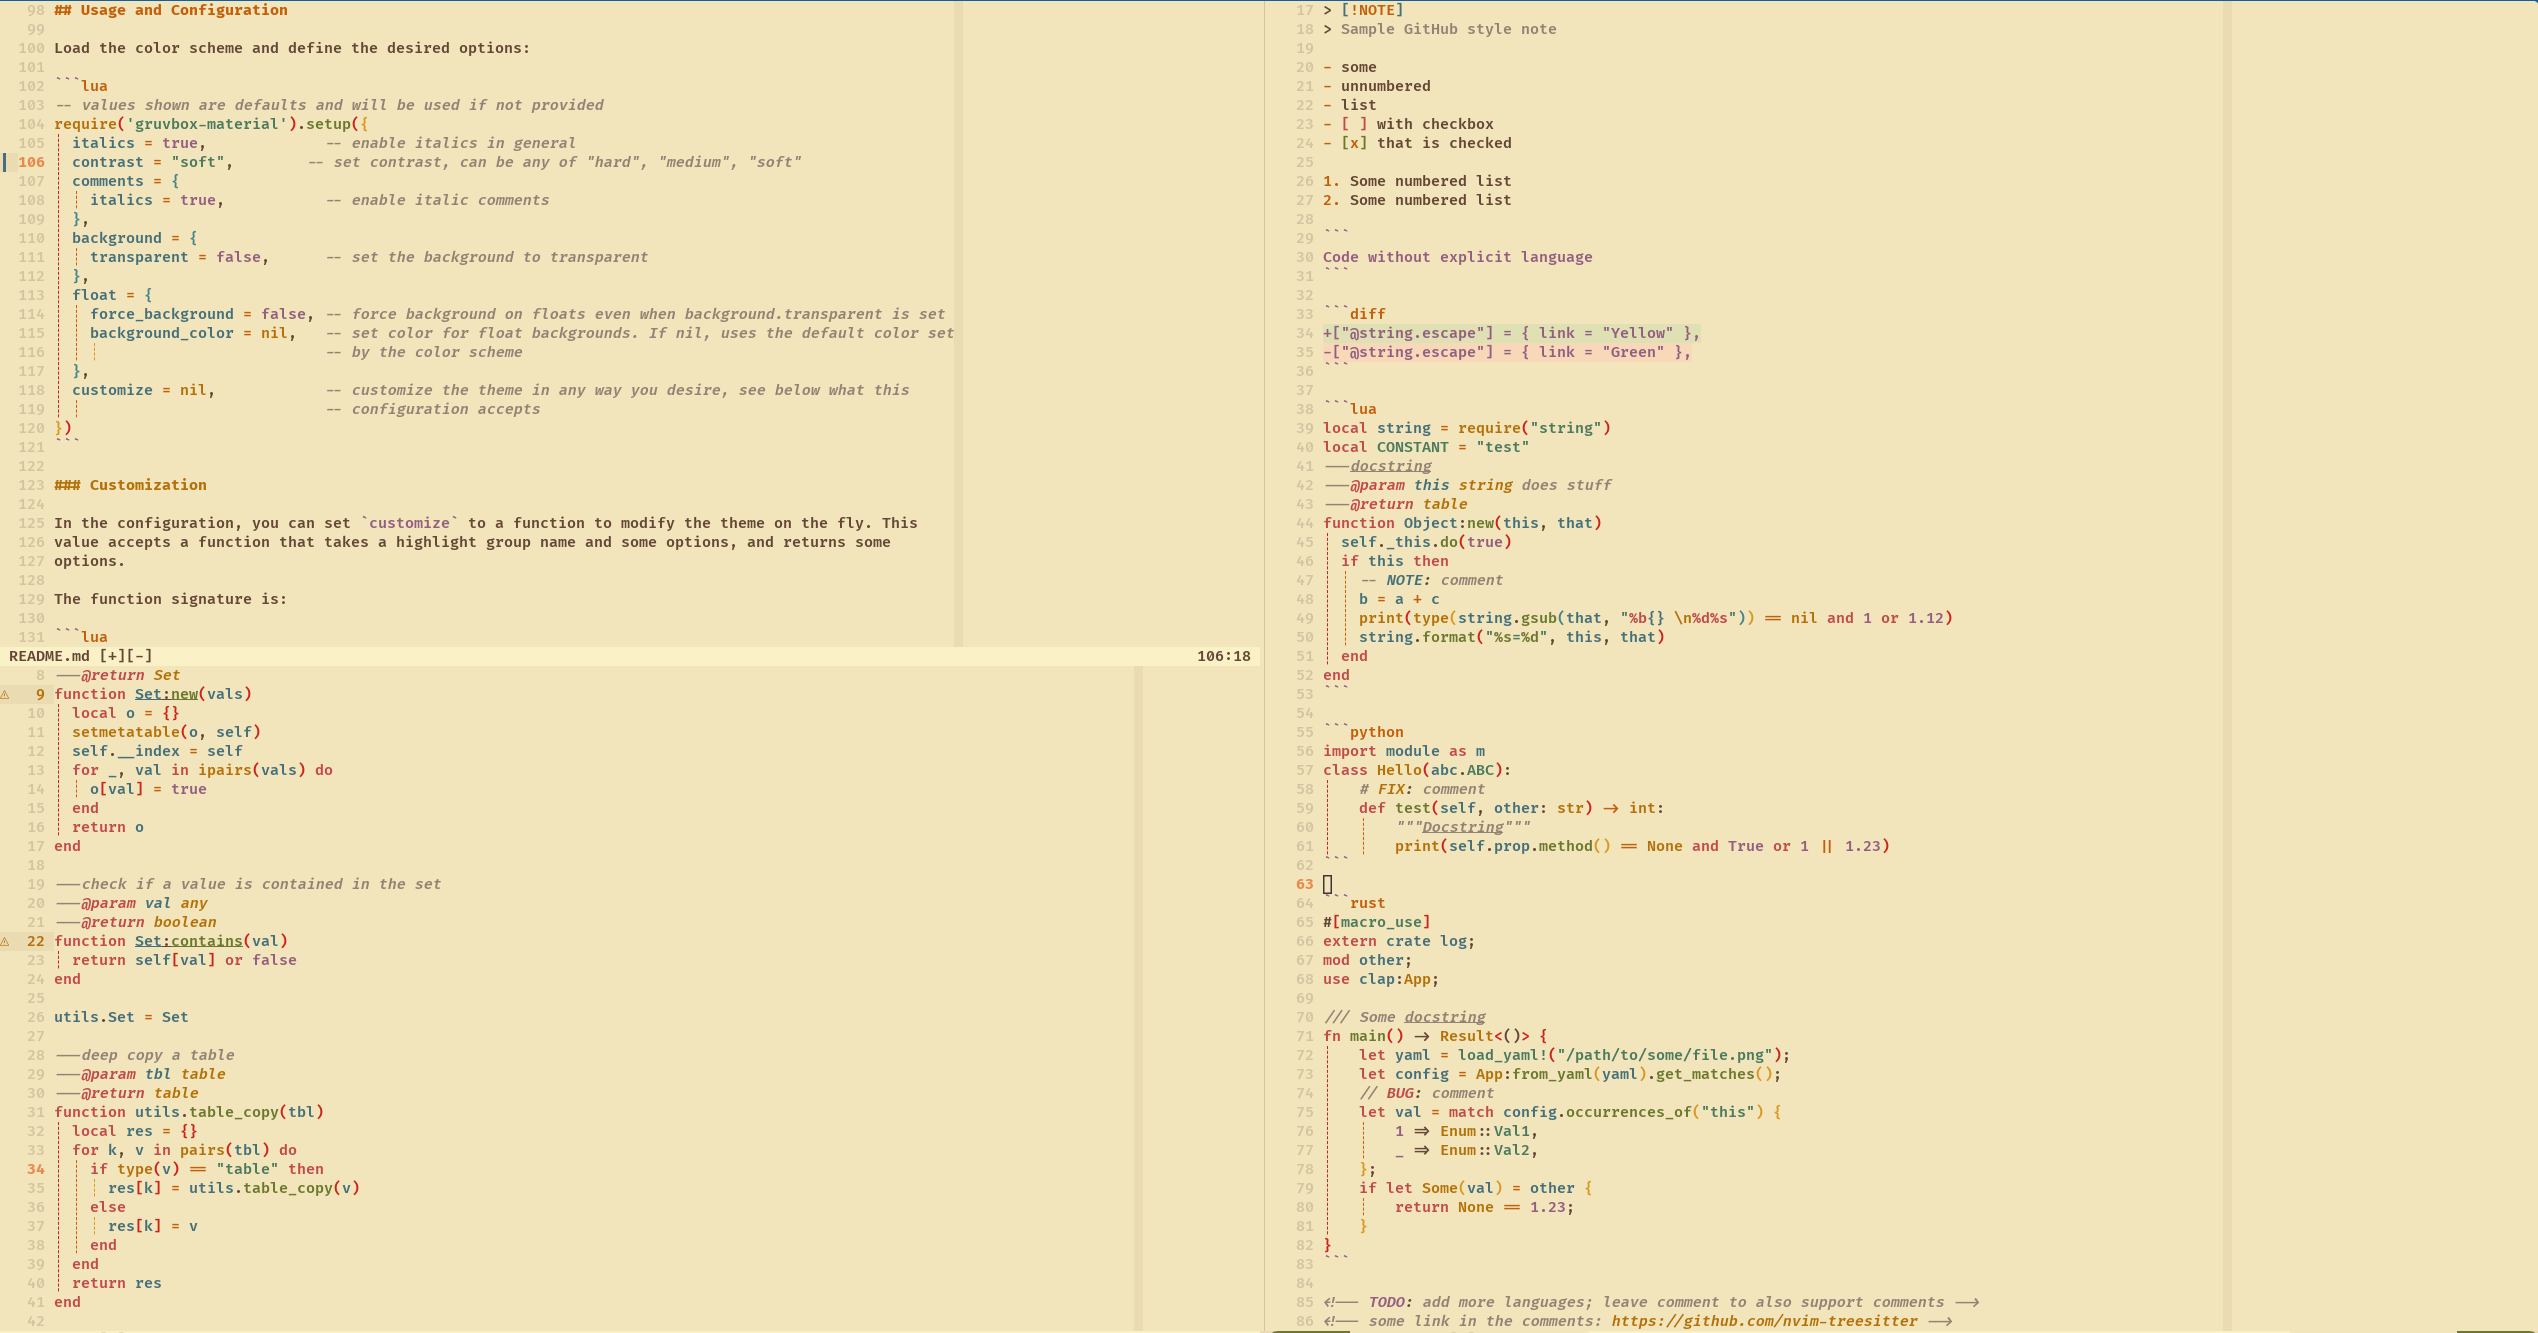 98 ## Usage and Configuration
99
100 Load the color scheme and define the desired options:
101
102 ```lua
103 -- values shown are defaults and will be used if not provided
104 require('gruvbox-material').setup({
105   italics = true,             -- enable italics in general
106   contrast = "soft",        -- set contrast, can be any of "hard", "medium", "soft"
107   comments = {
108     italics = true,           -- enable italic comments
109   },
110   background = {
111     transparent = false,      -- set the background to transparent
112   },
113   float = {
114     force_background = false, -- force background on floats even when background.transparent is set
115     background_color = nil,   -- set color for float backgrounds. If nil, uses the default color set
116                               -- by the color scheme
117   },
118   customize = nil,            -- customize the theme in any way you desire, see below what this
119                               -- configuration accepts
120 })
121 ```
122
123 ### Customization
124
125 In the configuration, you can set `customize` to a function to modify the theme on the fly. This
126 value accepts a function that takes a highlight group name and some options, and returns some
127 options.
128
129 The function signature is:
130
131 ```lua
README.md [+][-] 106:18
8 ---@return Set
9 function Set:new(vals)
10   local o = {}
11   setmetatable(o, self)
12   self.__index = self
13   for _, val in ipairs(vals) do
14     o[val] = true
15   end
16   return o
17 end
18
19 ---check if a value is contained in the set
20 ---@param val any
21 ---@return boolean
22 function Set:contains(val)
23   return self[val] or false
24 end
25
26 utils.Set = Set
27
28 ---deep copy a table
29 ---@param tbl table
30 ---@return table
31 function utils.table_copy(tbl)
32   local res = {}
33   for k, v in pairs(tbl) do
34     if type(v) == "table" then
35       res[k] = utils.table_copy(v)
36     else
37       res[k] = v
38     end
39   end
40   return res
41 end
42
17 > [!NOTE]
18 > Sample GitHub style note
19
20 - some
21 - unnumbered
22 - list
23 - [ ] with checkbox
24 - [x] that is checked
25
26 1. Some numbered list
27 2. Some numbered list
28
29 ```
30 Code without explicit language
31 ```
32
33 ```diff
34 +["@string.escape"] = { link = "Yellow" },
35 -["@string.escape"] = { link = "Green" },
36 ```
37
38 ```lua
39 local string = require("string")
40 local CONSTANT = "test"
41 ---docstring
42 ---@param this string does stuff
43 ---@return table
44 function Object:new(this, that)
45   self._this.do(true)
46   if this then
47     -- NOTE: comment
48     b = a + c
49     print(type(string.gsub(that, "%b{} \n%d%s")) == nil and 1 or 1.12)
50     string.format("%s=%d", this, that)
51   end
52 end
53 ```
54
55 ```python
56 import module as m
57 class Hello(abc.ABC):
58     # FIX: comment
59     def test(self, other: str) -> int:
60         """Docstring"""
61         print(self.prop.method() == None and True or 1 || 1.23)
62 ```
63
64 ```rust
65 #[macro_use]
66 extern crate log;
67 mod other;
68 use clap:App;
69
70 /// Some docstring
71 fn main() -> Result<()> {
72     let yaml = load_yaml!("/path/to/some/file.png");
73     let config = App:from_yaml(yaml).get_matches();
74     // BUG: comment
75     let val = match config.occurrences_of("this") {
76         1 => Enum::Val1,
77         _ => Enum::Val2,
78     };
79     if let Some(val) = other {
80         return None == 1.23;
81     }
82 }
83 ```
84
85 <!-- TODO: add more languages; leave comment to also support comments -->
86 <!-- some link in the comments: https://github.com/nvim-treesitter -->